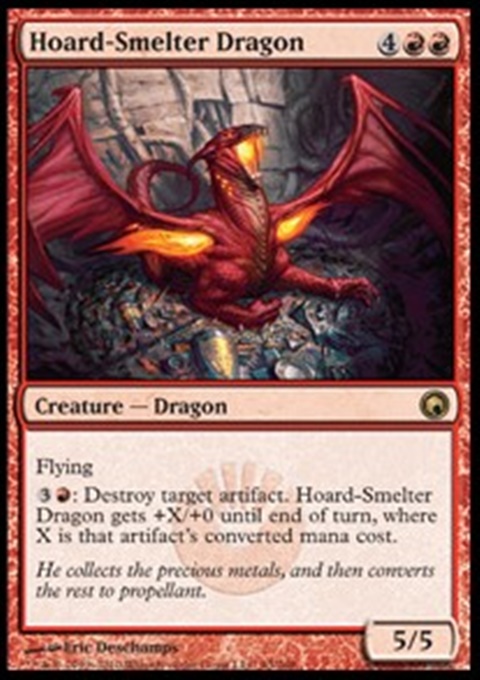 Hoard-Smelter Dragon 4
Creature — Dragon
Flying
3: Destroy target artifact. Hoard-Smelter
Dragon gets +X/+0 until end of turn, where
X is that artifact's converted mana cost.
He collects the precious metals, and then converts
the rest to propellant.
Eric Deschamps
5/5